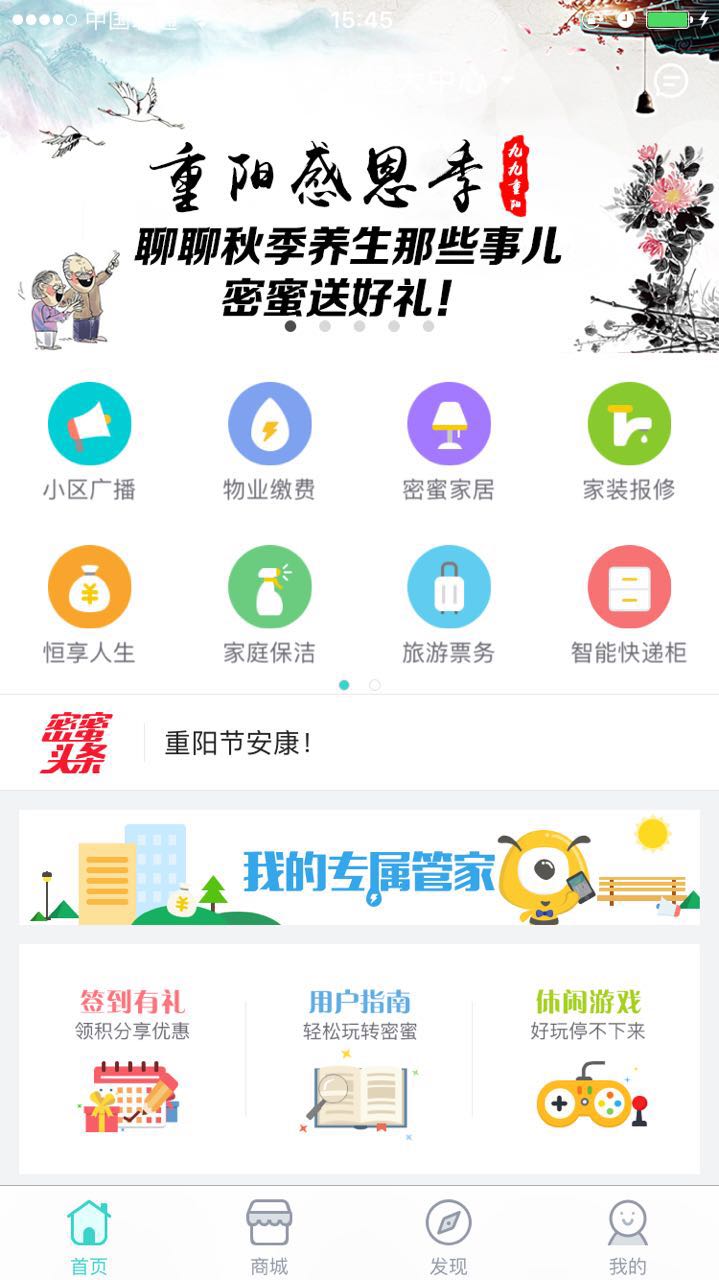 15:45
大中心
重阳感恩季
九九重阳
聊聊秋季养生那些事儿
密蜜送好礼!
小区广播 物业缴费 密蜜家居 家装报修
恒享人生 家庭保洁 旅游票务 智能快递柜
密蜜
头条
重阳节安康!
我的专属管家
签到有礼 用户指南 休闲游戏
领积分享优惠 轻松玩转密蜜 好玩停不下来
首页 商城 发现 我的